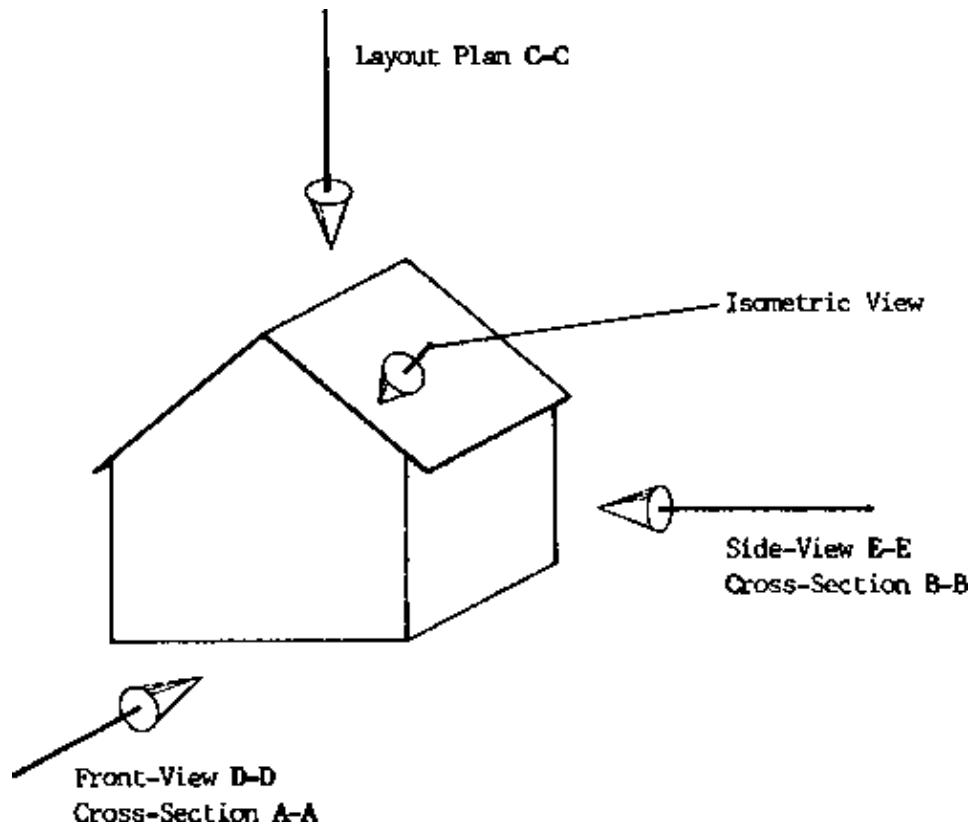 Layout Plan C-C
Isometric View
Side-View E-E
Cross-Section B-B
Front-View D-D
Cross-Section A-A